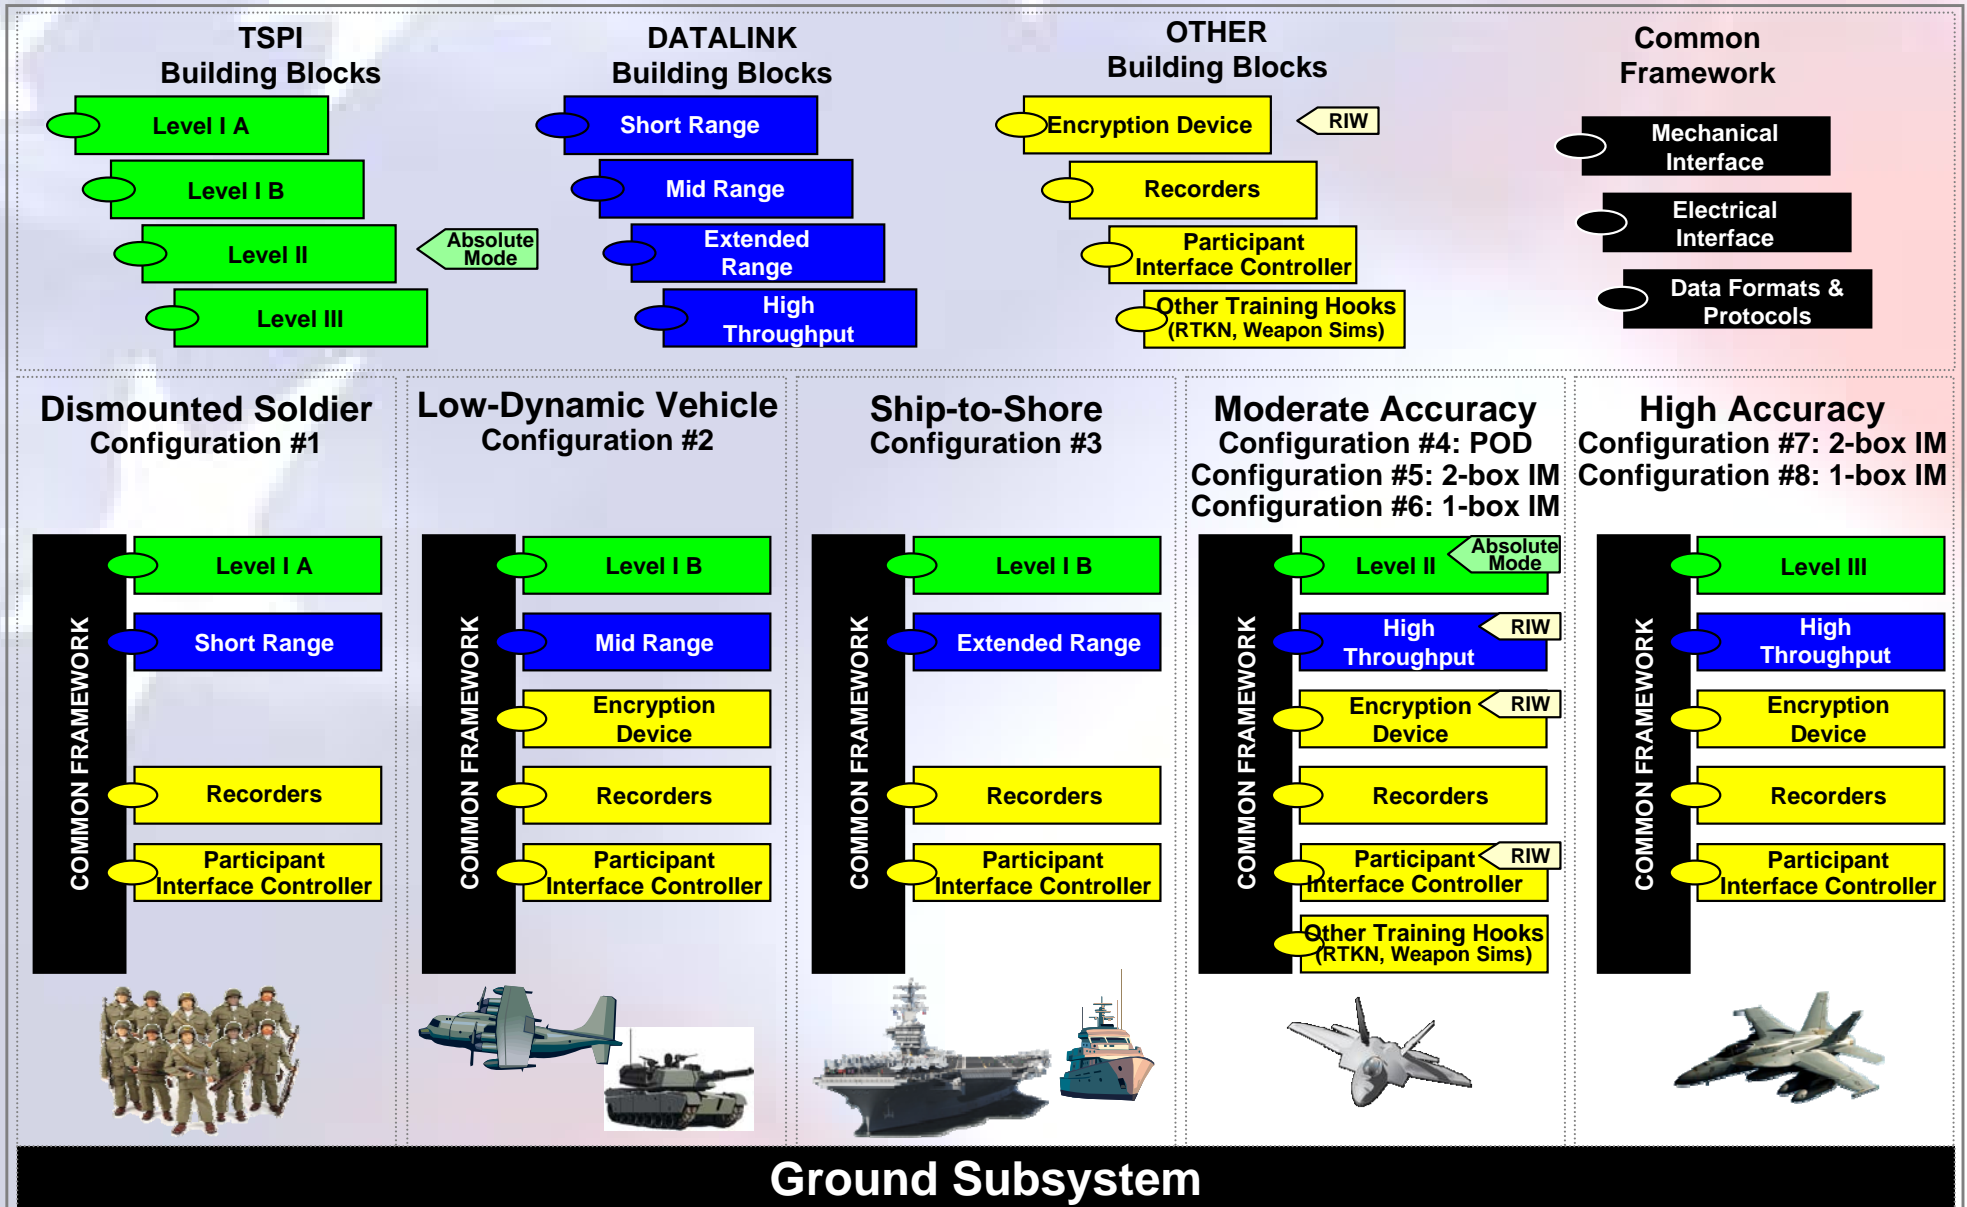 TSPI
Building Blocks
Level I A
Level I B
Level II
Absolute
Mode
Level III
DATALINK
Building Blocks
Short Range
Mid Range
Extended
Range
High
Throughput
OTHER
Building Blocks
Encryption Device
RIW
Recorders
Participant
Interface Controller
Other Training Hooks
(RTKN, Weapon Sims)
Common
Framework
Mechanical
Interface
Electrical
Interface
Data Formats &
Protocols
Dismounted Soldier
Configuration #1
COMMON FRAMEWORK
Level I A
Short Range
Recorders
Participant
Interface Controller
Low-Dynamic Vehicle
Configuration #2
COMMON FRAMEWORK
Level I B
Mid Range
Encryption
Device
Recorders
Participant
Interface Controller
Ship-to-Shore
Configuration #3
COMMON FRAMEWORK
Level I B
Extended Range
Recorders
Participant
Interface Controller
Moderate Accuracy
Configuration #4: POD
Configuration #5: 2-box IM
Configuration #6: 1-box IM
COMMON FRAMEWORK
Level II
Absolute
Mode
High
Throughput
RIW
Encryption
Device
RIW
Recorders
Participant
Interface Controller
RIW
Other Training Hooks
(RTKN, Weapon Sims)
High Accuracy
Configuration #7: 2-box IM
Configuration #8: 1-box IM
COMMON FRAMEWORK
Level III
High
Throughput
Encryption
Device
Recorders
Participant
Interface Controller
Ground Subsystem